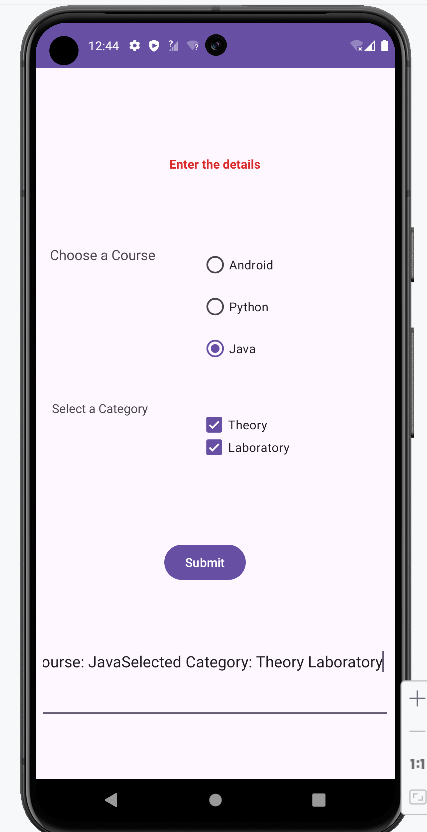 12:44
Enter the details
Choose a Course
Android
Python
Java
Select a Category
Theory
Laboratory
Submit
ourse: JavaSelected Category: Theory Laboratory
1:1